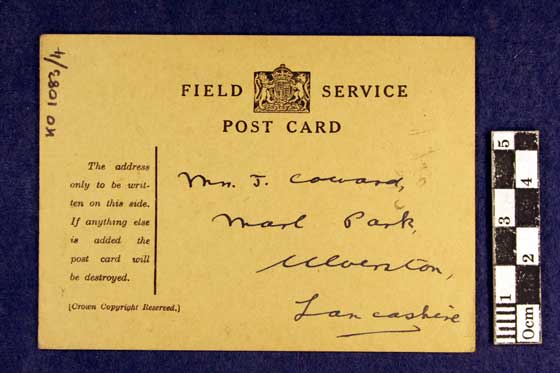 KO 1083/4
FIELD SERVICE
POST CARD
The address
only to be writ-
ten on this side.
If anything else
is added the
post card will
be destroyed.
[Crown Copyright Reserved.]
Mr. J. Coward,
Marl Park,
Ulverston,
Lancashire
5
4
3
2
1
0cm